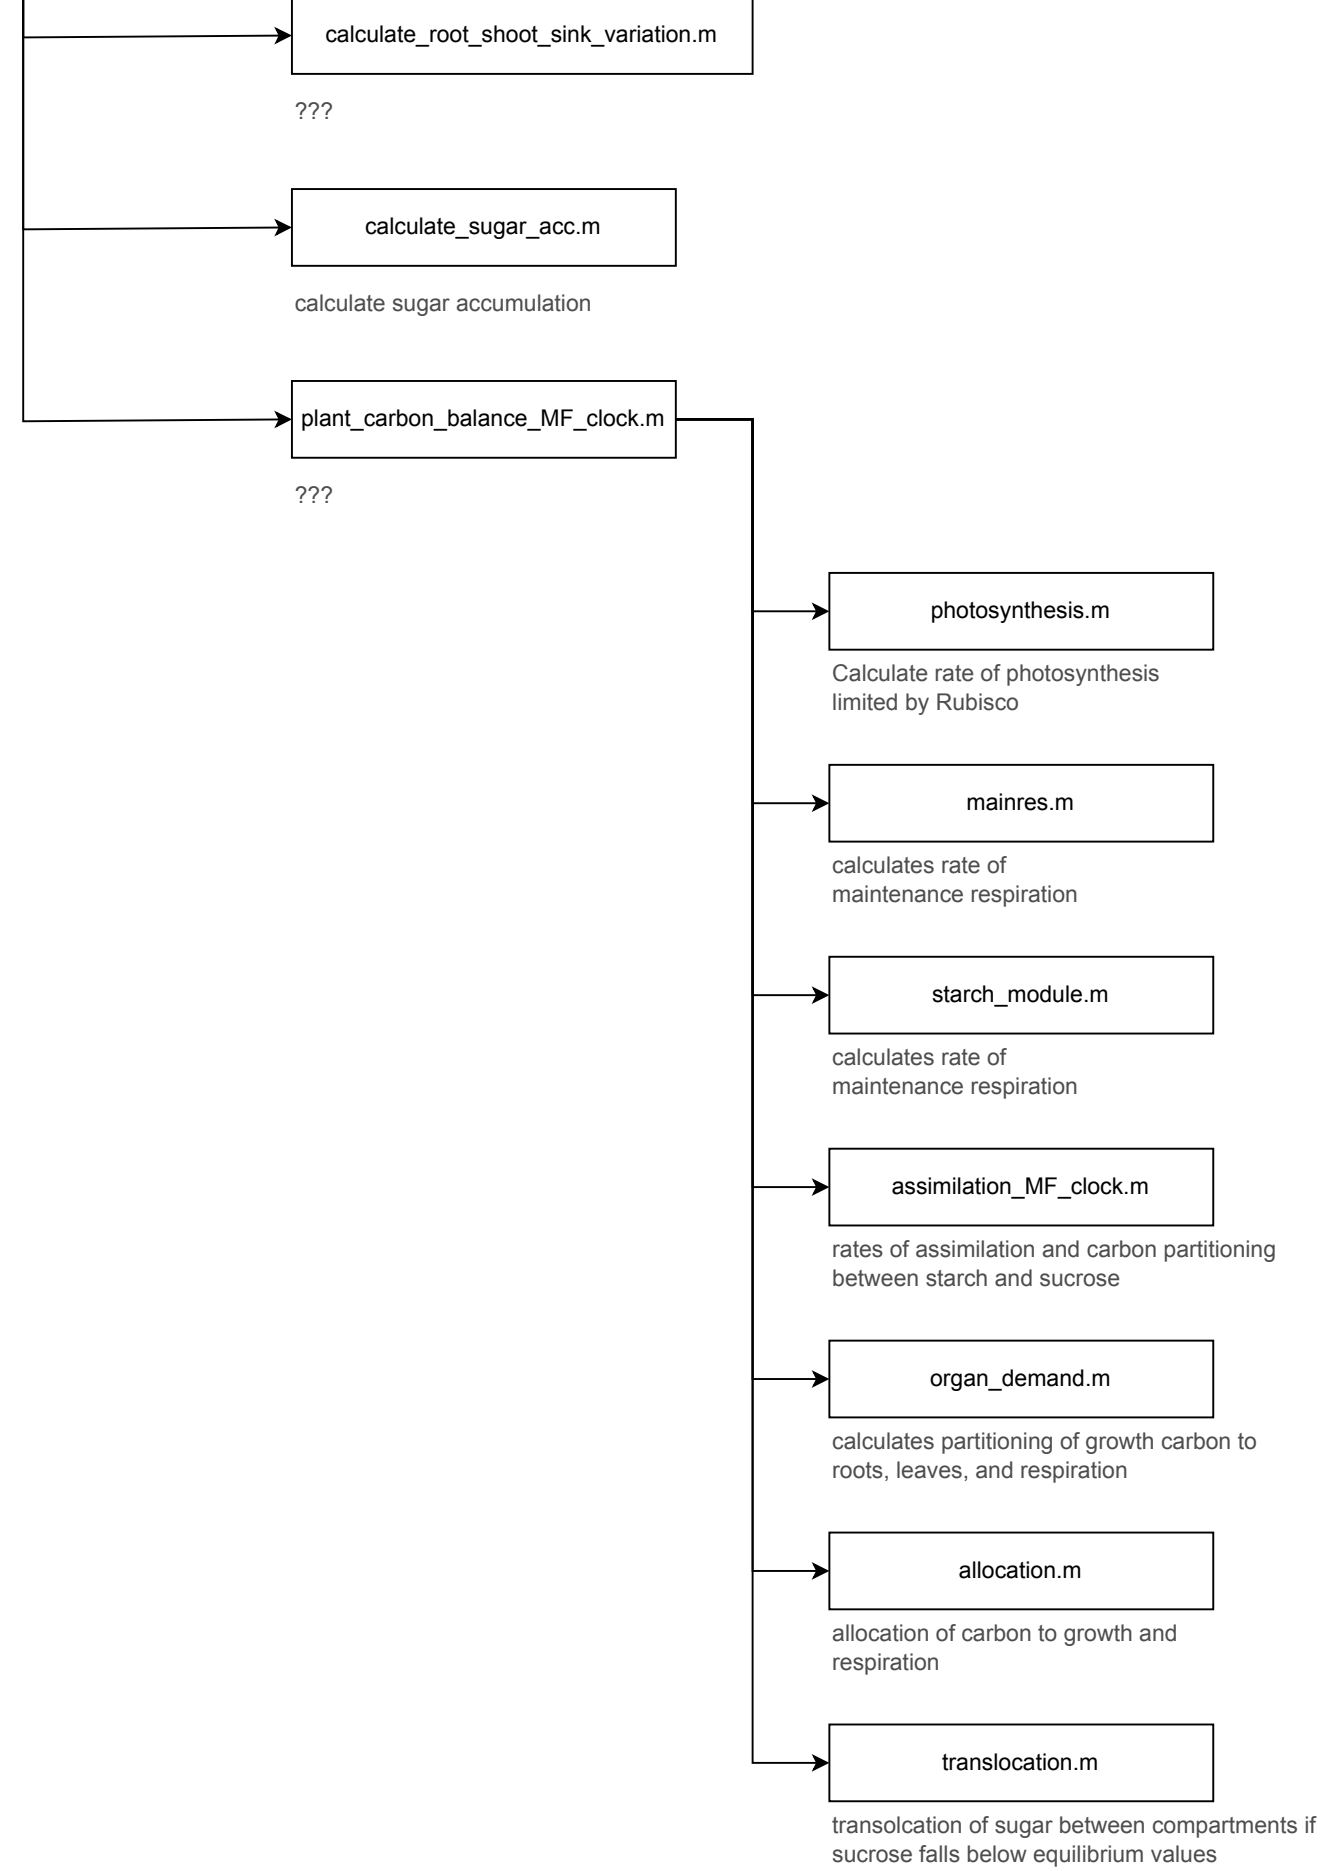 calculate_root_shoot_sink_variation.m
???
calculate_sugar_acc.m
calculate sugar accumulation
plant_carbon_balance_MF_clock.m
???
photosynthesis.m
Calculate rate of photosynthesis
limited by Rubisco
mainres.m
calculates rate of
maintenance respiration
starch_module.m
calculates rate of
maintenance respiration
assimilation_MF_clock.m
rates of assimilation and carbon partitioning
between starch and sucrose
organ_demand.m
calculates partitioning of growth carbon to
roots, leaves, and respiration
allocation.m
allocation of carbon to growth and
respiration
translocation.m
transolcation of sugar between compartments if
sucrose falls below equilibrium values